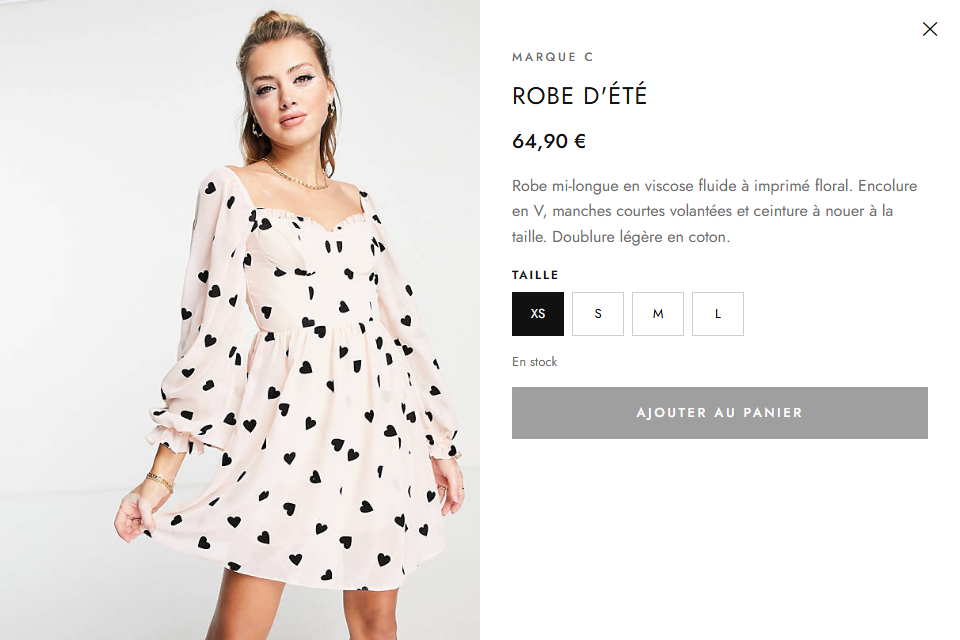 MARQUE C
ROBE D'ÉTÉ
64,90 €
Robe mi-longue en viscose fluide à imprimé floral. Encolure
en V, manches courtes volantées et ceinture à nouer à la
taille. Doublure légère en coton.
TAILLE
XS S M L
En stock
AJOUTER AU PANIER